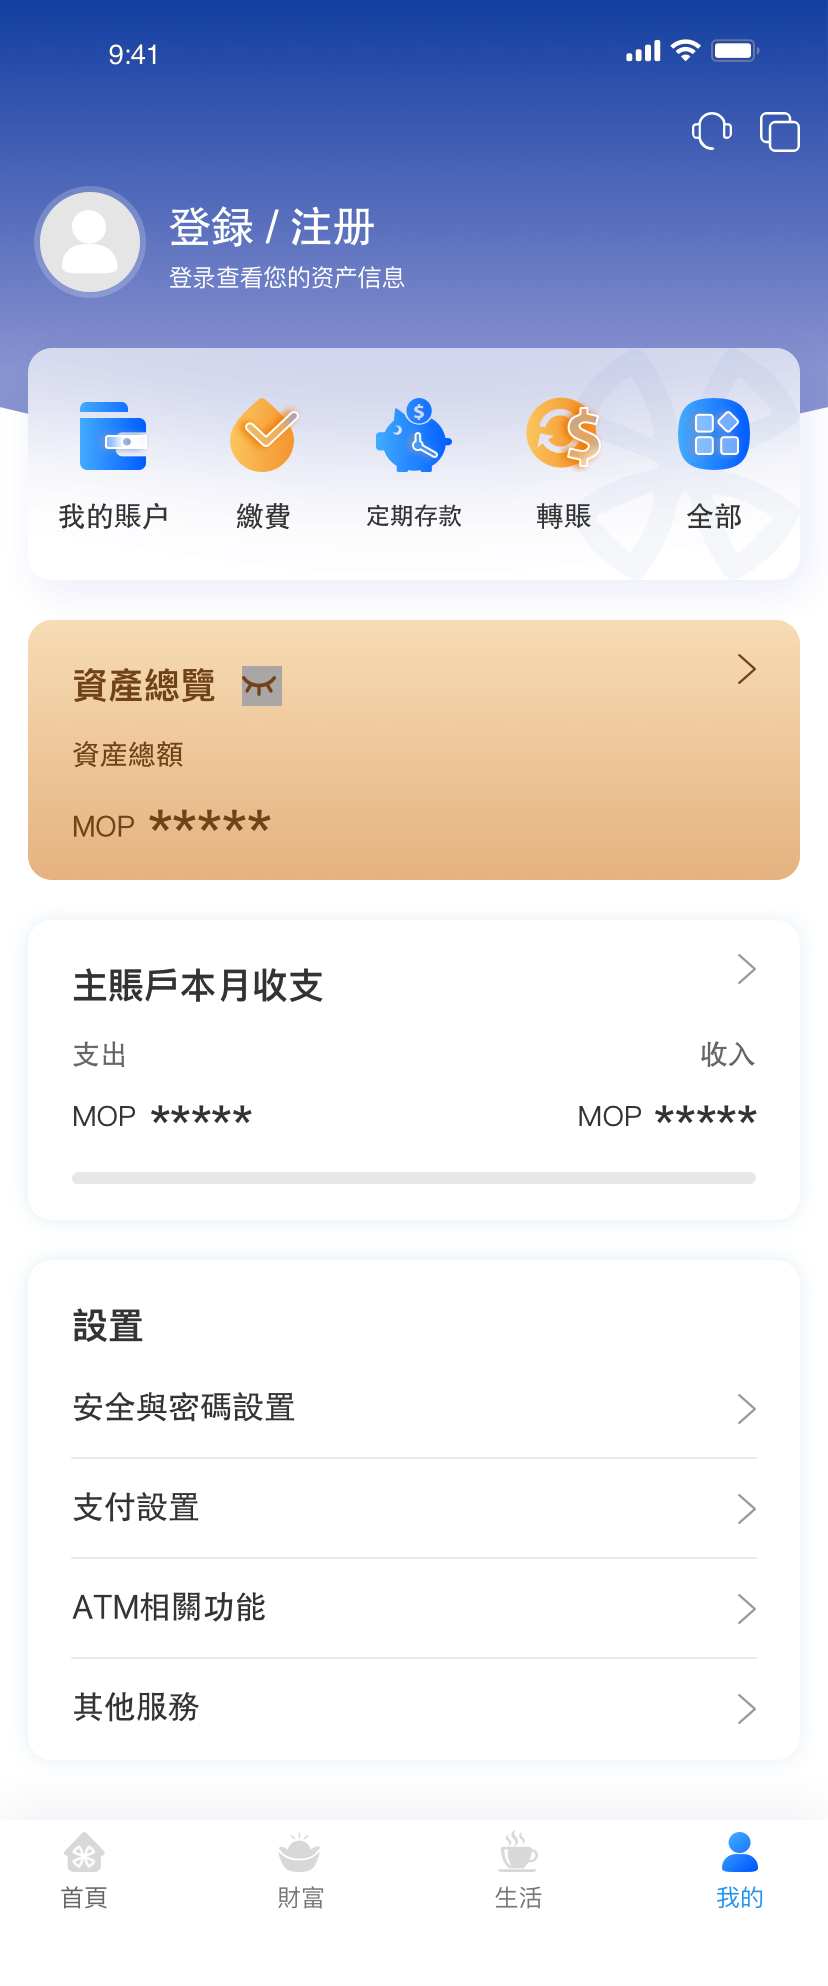 9:41
登録 / 注册
登录查看您的资产信息
我的賬户 繳費 定期存款 轉賬 全部
資產總覽
資産總額
MOP *****
主賬戶本月收支
支出 收入
MOP ***** MOP *****
設置
安全與密碼設置
支付設置
ATM相關功能
其他服務
首頁 財富 生活 我的